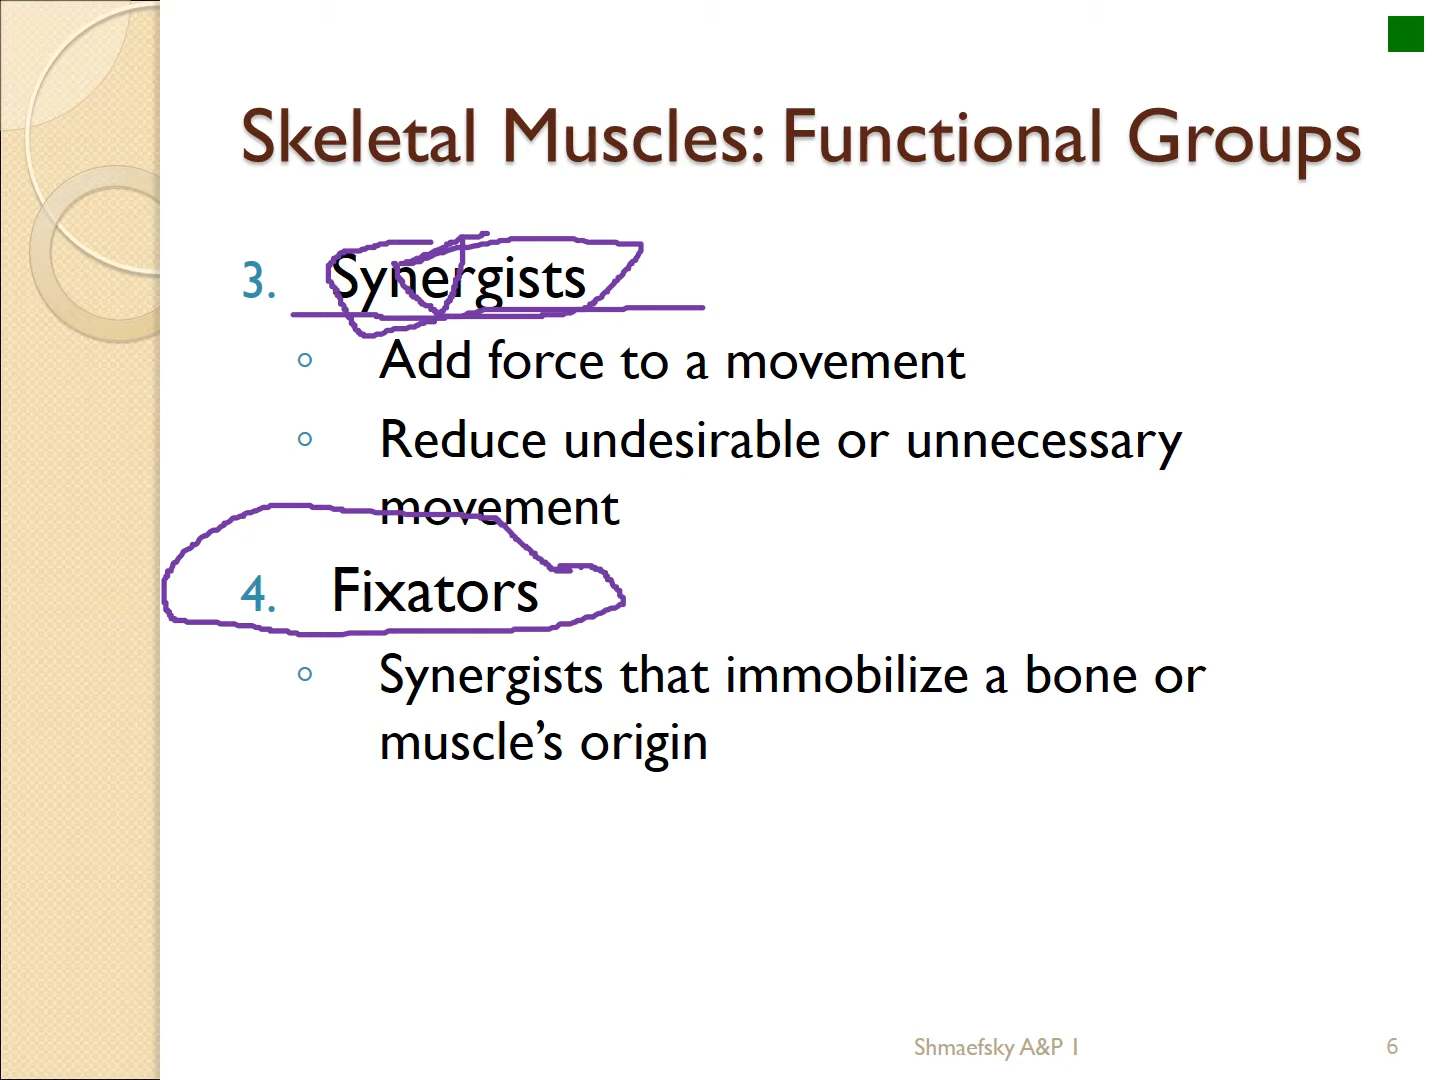 Skeletal Muscles: Functional Groups
3. Synergists
Add force to a movement
Reduce undesirable or unnecessary
movement
4. Fixators
Synergists that immobilize a bone or
muscle’s origin
Shmaefsky A&P 1 6